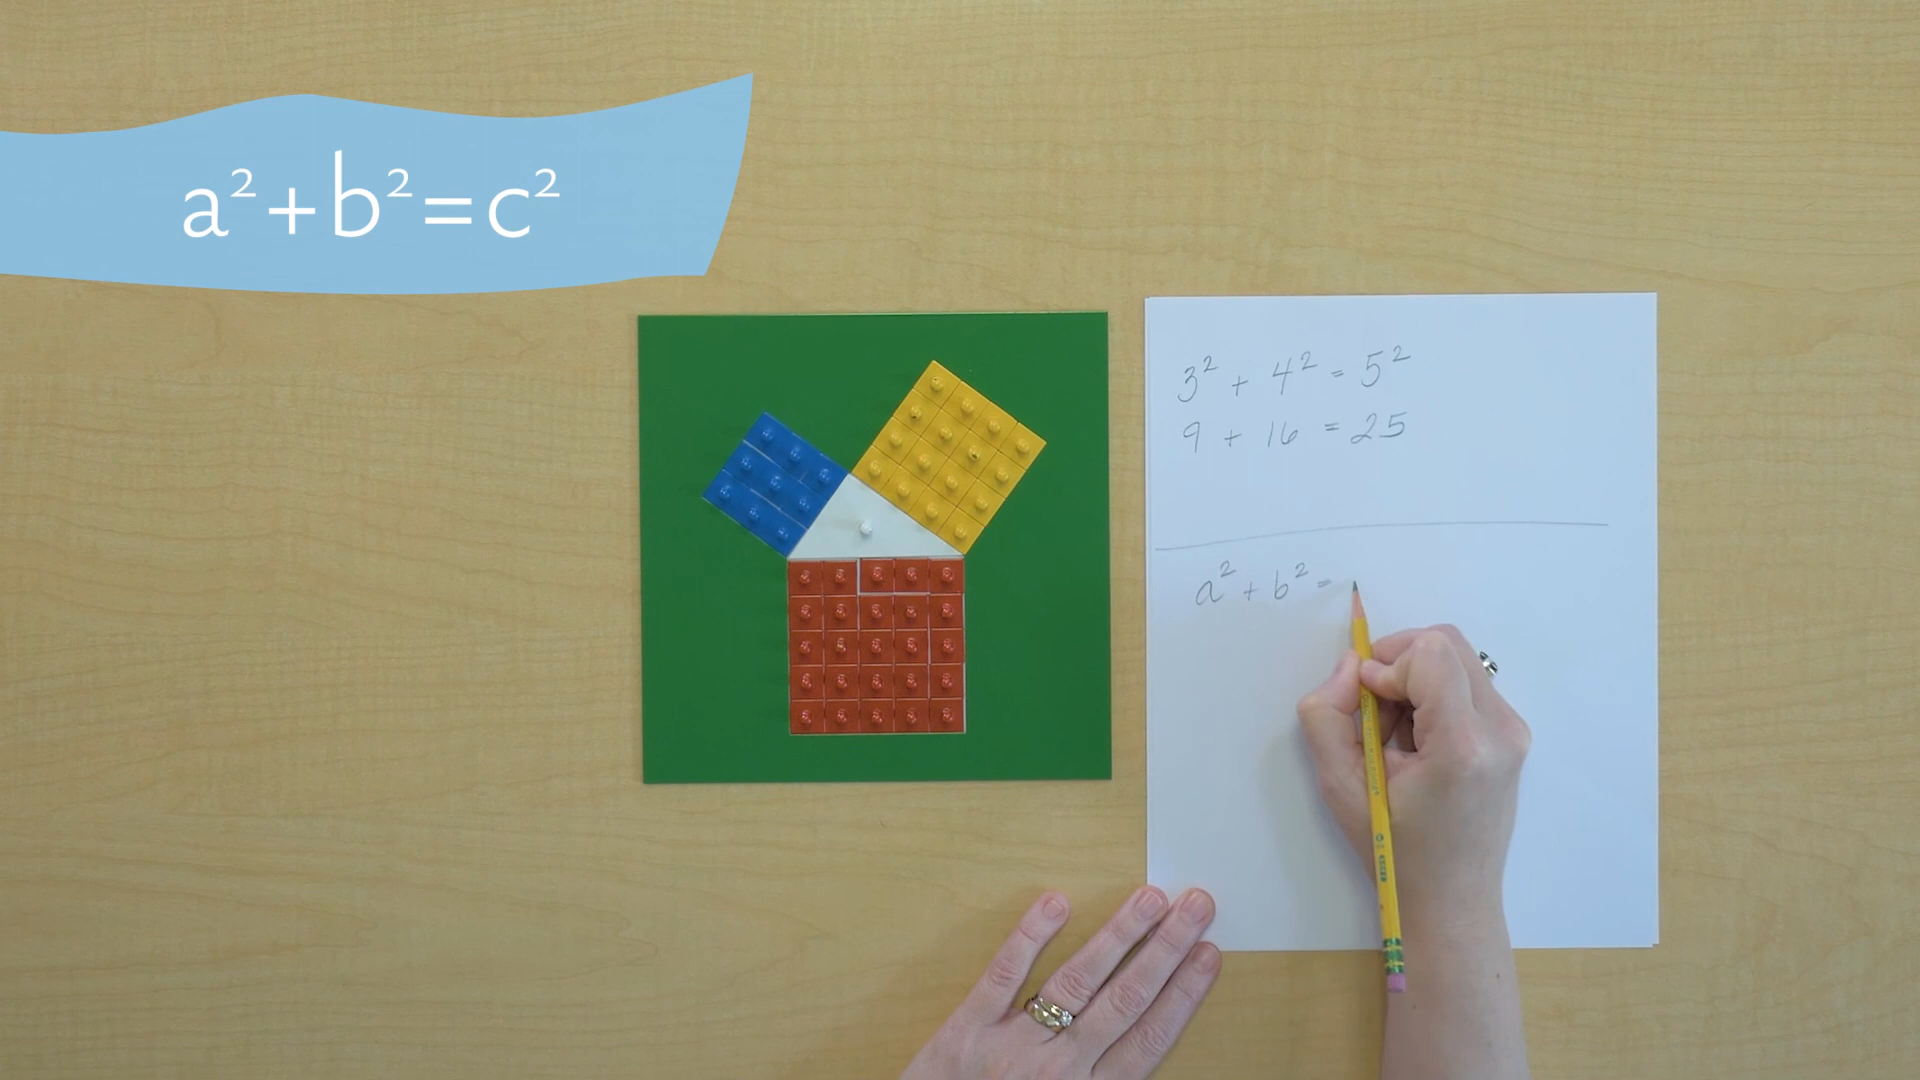 a²+b²=c²
3² + 4² = 5²
9 + 16 = 25
a² + b² =